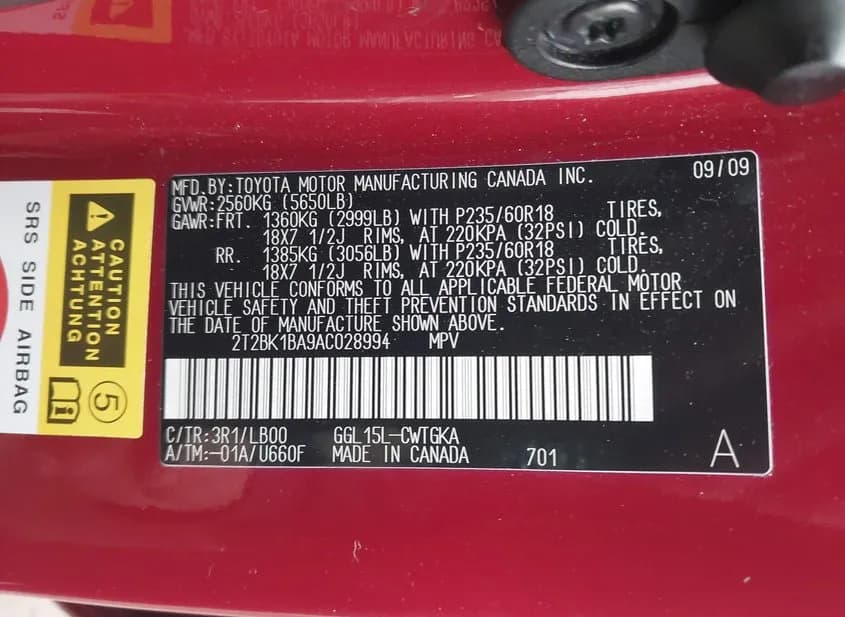 MFD.BY:TOYOTA MOTOR MANUFACTURING CANADA INC. 09/09
GVWR:2560KG (5650LB)
GAWR:FRT. 1360KG (2999LB) WITH P235/60R18 TIRES,
18X7 1/2J RIMS, AT 220KPA (32PSI) COLD.
RR. 1385KG (3056LB) WITH P235/60R18 TIRES,
18X7 1/2J RIMS, AT 220KPA (32PSI) COLD.
THIS VEHICLE CONFORMS TO ALL APPLICABLE FEDERAL MOTOR
VEHICLE SAFETY AND THEFT PREVENTION STANDARDS IN EFFECT ON
THE DATE OF MANUFACTURE SHOWN ABOVE.
2T2BK1BA9AC028994 MPV
C/TR:3R1/LB00 GGL15L-CWTGKA
A/TM:-01A/U660F MADE IN CANADA 701 A
CAUTION
ATTENTION
ACHTUNG
5
SRS SIDE AIRBAG